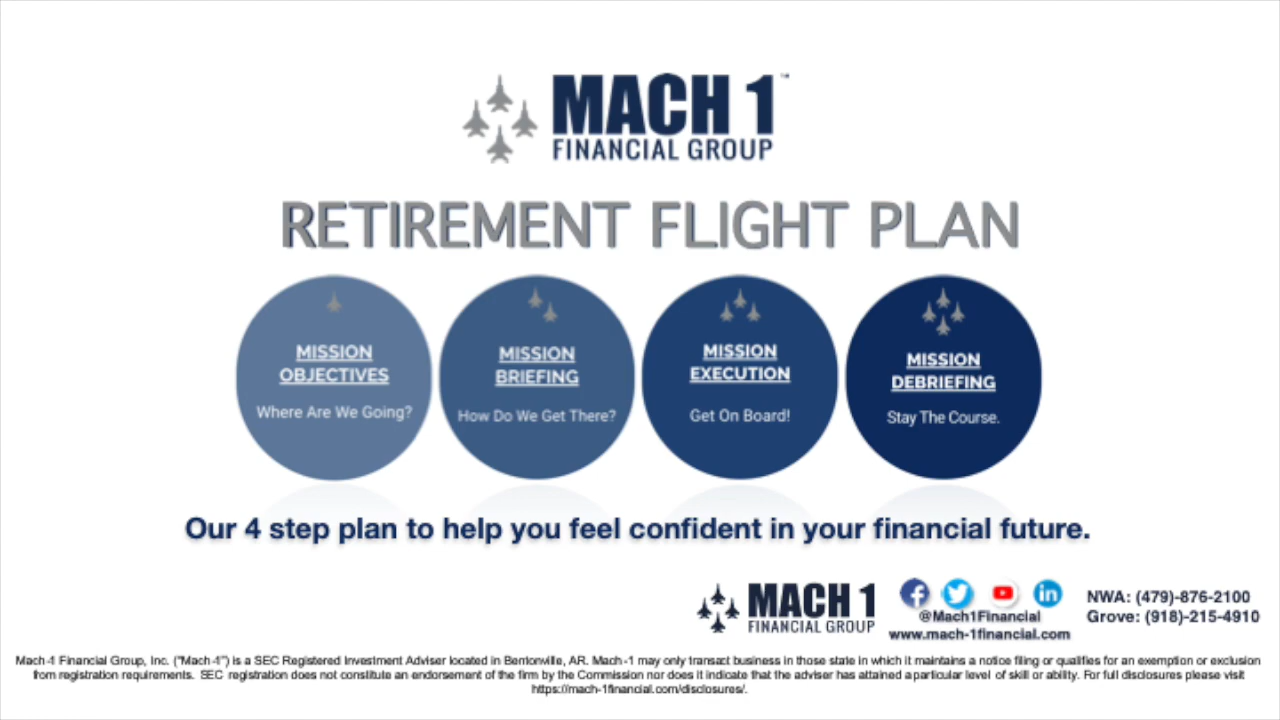 MACH 1™
FINANCIAL GROUP
RETIREMENT FLIGHT PLAN
MISSION
OBJECTIVES
Where Are We Going?
MISSION
BRIEFING
How Do We Get There?
MISSION
EXECUTION
Get On Board!
MISSION
DEBRIEFING
Stay The Course.
Our 4 step plan to help you feel confident in your financial future.
MACH 1
FINANCIAL GROUP
@Mach1Financial
www.mach-1financial.com
NWA: (479)-876-2100
Grove: (918)-215-4910
Mach-1 Financial Group, Inc. ("Mach-1") is a SEC Registered Investment Adviser located in Bentonville, AR. Mach-1 may only transact business in those state in which it maintains a notice filing or qualifies for an exemption or exclusion
from registration requirements. SEC registration does not constitute an endorsement of the firm by the Commission nor does it indicate that the adviser has attained a particular level of skill or ability. For full disclosures please visit
https://mach-1financial.com/disclosures/.